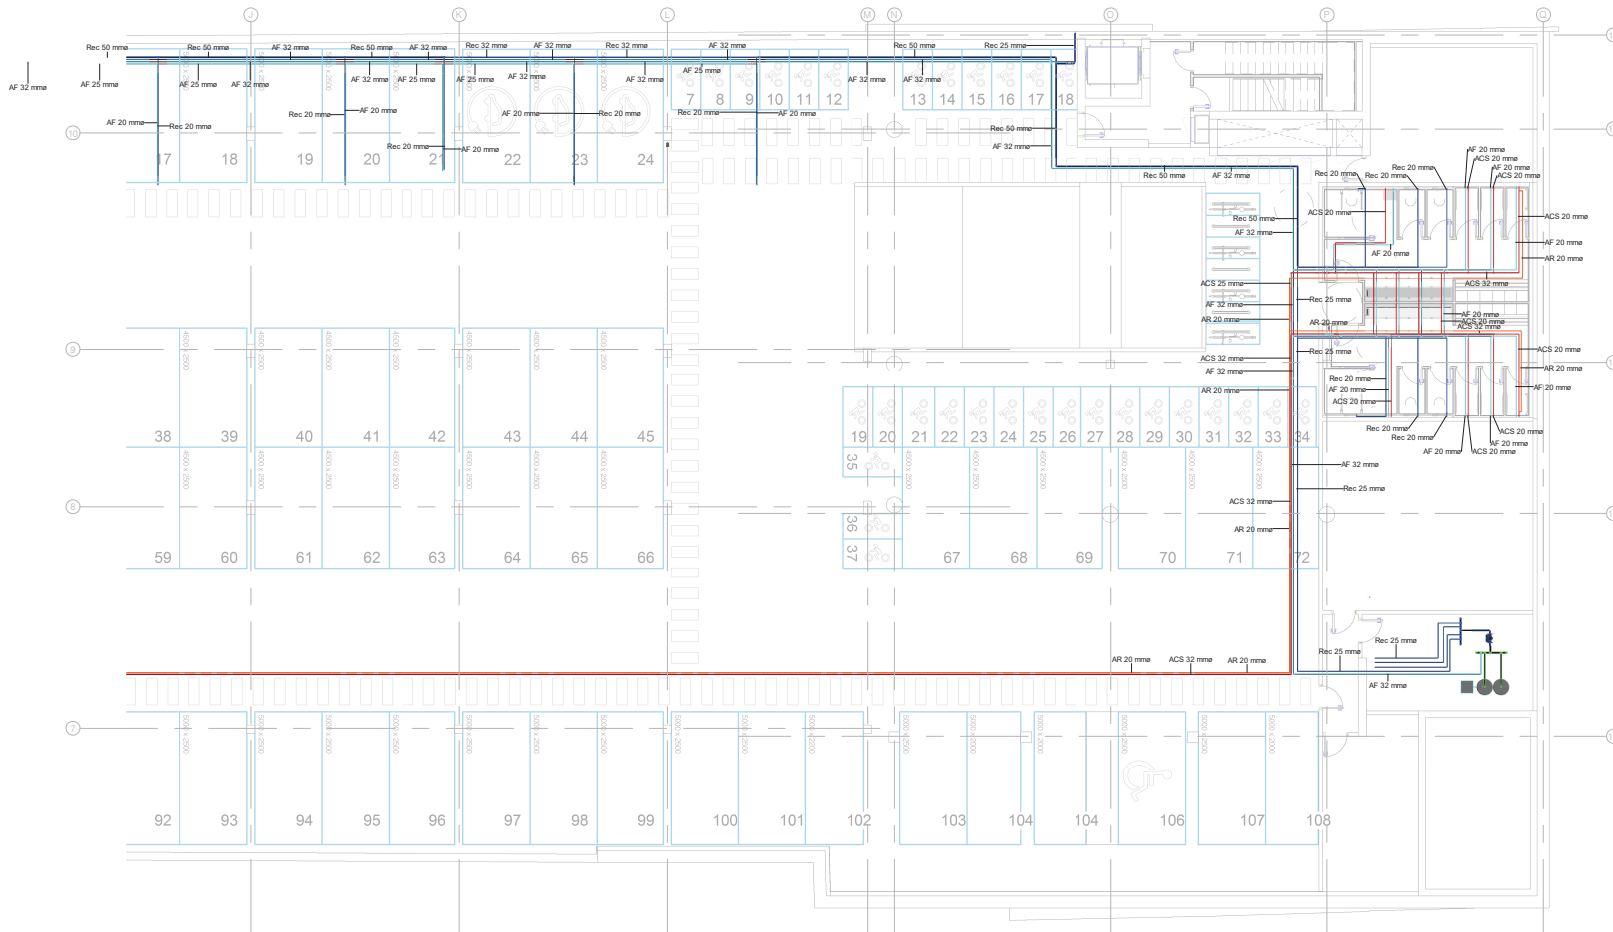 J
K
L
M
N
O
P
Q
Rec 50 mmø
Rec 50 mmø
AF 32 mmø
Rec 50 mmø
AF 32 mmø
Rec 32 mmø
AF 32 mmø
Rec 32 mmø
AF 32 mmø
Rec 50 mmø
Rec 25 mmø
AF 32 mmø
AF 25 mmø
AF 25 mmø
AF 32 mmø
AF 20 mmø
AF 25 mmø
AF 25 mmø
AF 32 mmø
AF 32 mmø
AF 25 mmø
AF 32 mmø
AF 32 mmø
7
8
9
10
11
12
13
14
15
16
17
18
10
AF 20 mmø
Rec 20 mmø
Rec 20 mmø
AF 20 mmø
Rec 20 mmø
AF 20 mmø
AF 20 mmø
Rec 20 mmø
Rec 20 mmø
AF 20 mmø
Rec 50 mmø
AF 32 mmø
17
18
19
20
21
22
23
24
Rec 50 mmø
AF 32 mmø
Rec 20 mmø
Rec 20 mmø
Rec 20 mmø
AF 20 mmø
ACS 20 mmø
AF 20 mmø
ACS 20 mmø
ACS 20 mmø
ACS 20 mmø
Rec 50 mmø
AF 32 mmø
AF 20 mmø
AF 20 mmø
AR 20 mmø
ACS 25 mmø
ACS 32 mmø
Rec 25 mmø
AF 32 mmø
AR 20 mmø
AR 20 mmø
AF 20 mmø
ACS 20 mmø
ACS 32 mmø
9
4500 x 2500
Rec 25 mmø
ACS 32 mmø
AF 32 mmø
AR 20 mmø
ACS 20 mmø
AR 20 mmø
AF 20 mmø
Rec 20 mmø
AF 20 mmø
ACS 20 mmø
Rec 20 mmø
Rec 20 mmø
ACS 20 mmø
AF 20 mmø
AF 20 mmø
ACS 20 mmø
38
39
40
41
42
43
44
45
19
20
21
22
23
24
25
26
27
28
29
30
31
32
33
34
35
4500 x 2500
AF 32 mmø
Rec 25 mmø
ACS 32 mmø
AR 20 mmø
8
36
37
59
60
61
62
63
64
65
66
67
68
69
70
71
72
Rec 25 mmø
Rec 25 mmø
AR 20 mmø
ACS 32 mmø
AR 20 mmø
AF 32 mmø
7
5000 x 2500
92
93
94
95
96
97
98
99
100
101
102
103
104
104
106
107
108